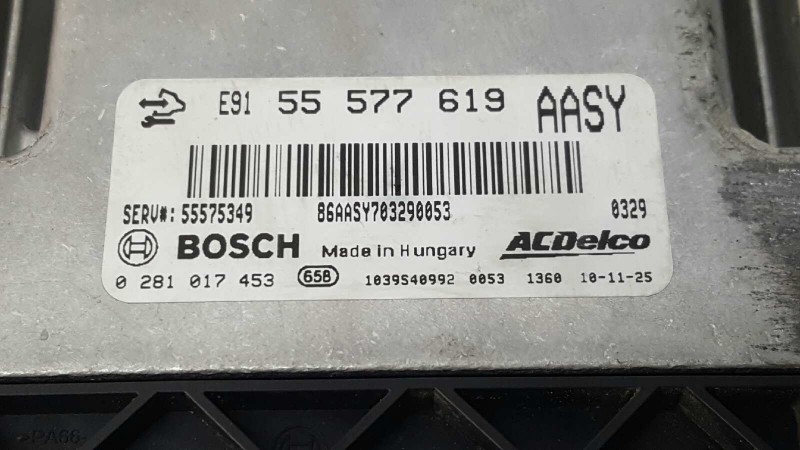 E91 55 577 619 AASY
SERV#: 55575349 86AASY703290053 0329
BOSCH Made in Hungary ACDelco
0 281 017 453 658 1039S40992 0053 1360 10-11-25
>PA66-